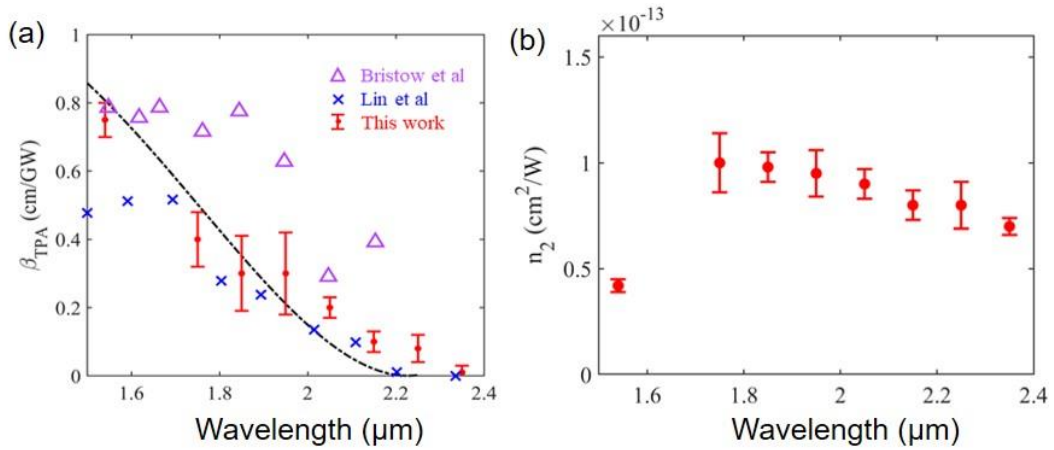 (a)
1
0.8
0.6
0.4
0.2
0
β_TPA (cm/GW)
Bristow et al
Lin et al
This work
1.6
1.8
2
2.2
2.4
Wavelength (µm)
(b)
×10^-13
1.5
1
0.5
0
n_2 (cm^2/W)
1.6
1.8
2
2.2
2.4
Wavelength (µm)